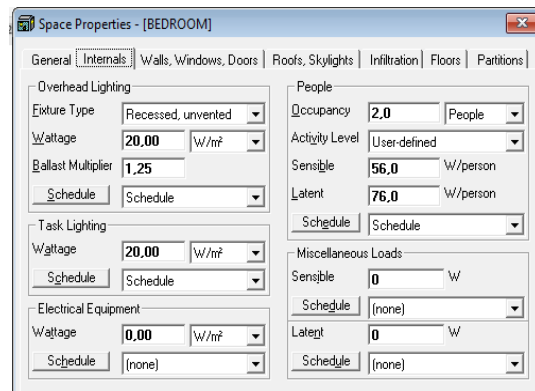 Space Properties - [BEDROOM]
General Internals Walls, Windows, Doors Roofs, Skylights Infiltration Floors Partitions
Overhead Lighting
Fixture Type Recessed, unvented
Wattage 20,00 W/m²
Ballast Multiplier 1,25
Schedule Schedule
Task Lighting
Wattage 20,00 W/m²
Schedule Schedule
Electrical Equipment
Wattage 0,00 W/m²
Schedule (none)
People
Occupancy 2,0 People
Activity Level User-defined
Sensible 56,0 W/person
Latent 76,0 W/person
Schedule Schedule
Miscellaneous Loads
Sensible 0 W
Schedule (none)
Latent 0 W
Schedule (none)